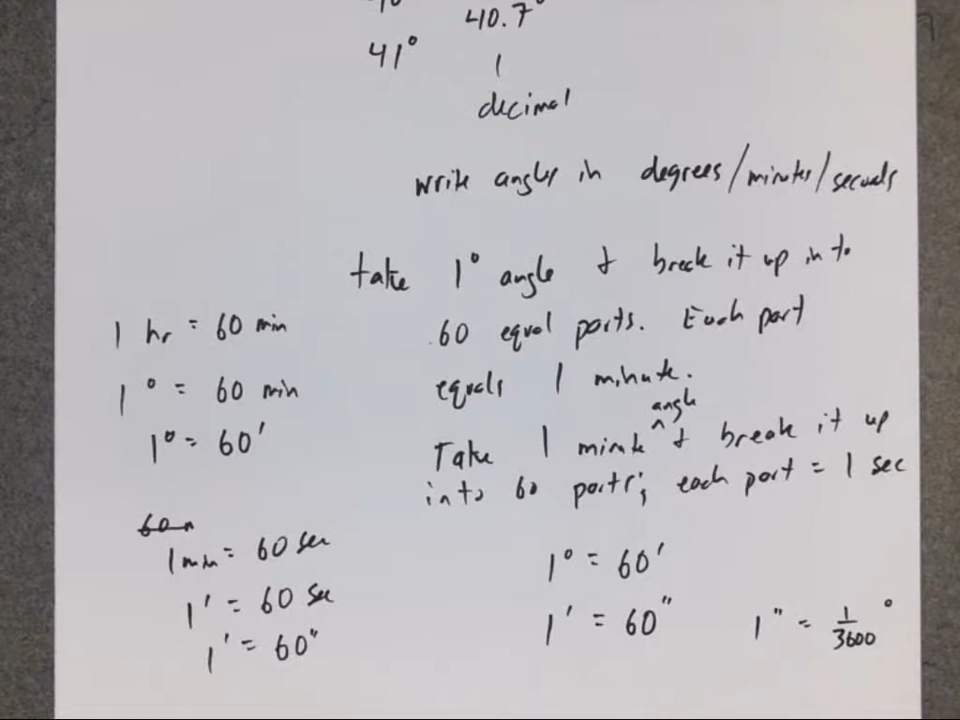 40.7°
41°
decimal
write angles in degrees/minutes/seconds
take 1° angle & break it up into
1 hr = 60 min
60 equal parts. Each part
1° = 60 min
equals 1 minute.
1° = 60'
angle
Take 1 minute ^ & break it up
into 60 parts; each part = 1 sec
60
1 min = 60 sec
1° = 60'
1' = 60 sec
1' = 60" 1" = 1/3600 °
1' = 60"